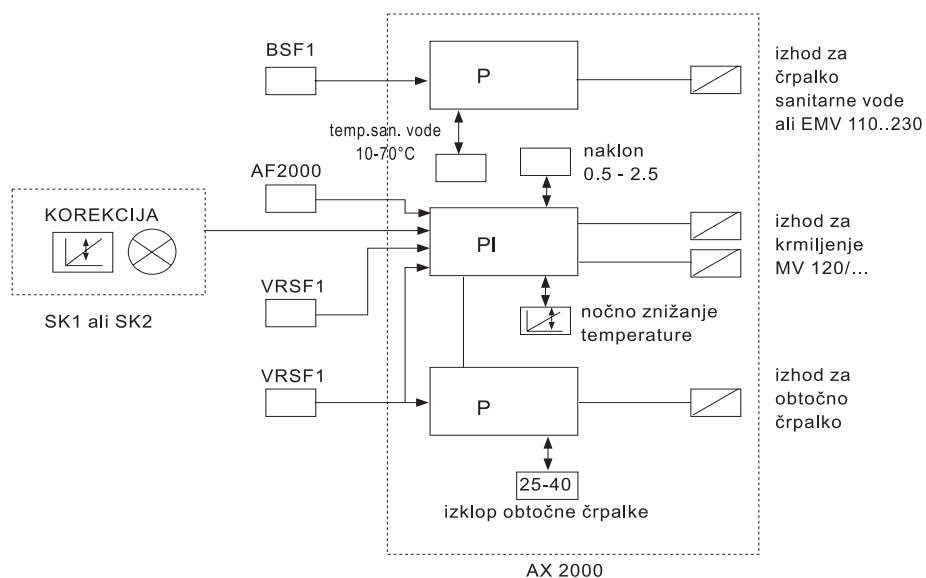 BSF1
P
izhod za
črpalko
sanitarne vode
ali EMV 110..230
temp.san. vode
10-70°C
naklon
0.5 - 2.5
AF2000
KOREKCIJA
PI
izhod za
krmiljenje
MV 120/...
VRSF1
SK1 ali SK2
nočno znižanje
temperature
VRSF1
P
izhod za
obtočno
črpalko
25-40
izklop obtočne črpalke
AX 2000